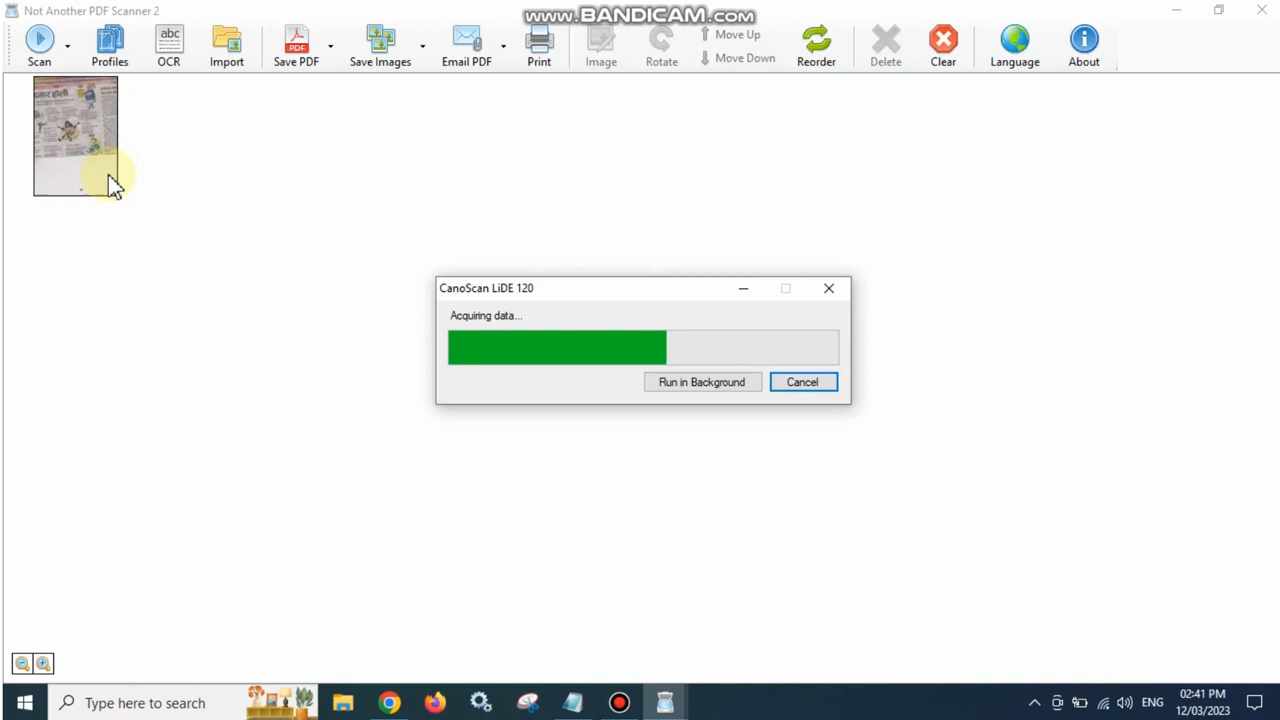 Not Another PDF Scanner 2
www.BANDICAM.com
Scan
Profiles
abc
OCR
Import
PDF
Save PDF
Save Images
Email PDF
Print
Image
Rotate
Move Up
Move Down
Reorder
Delete
Clear
Language
About
होली
CanoScan LiDE 120
Acquiring data...
Run in Background
Cancel
Type here to search
ENG
02:41 PM
12/03/2023